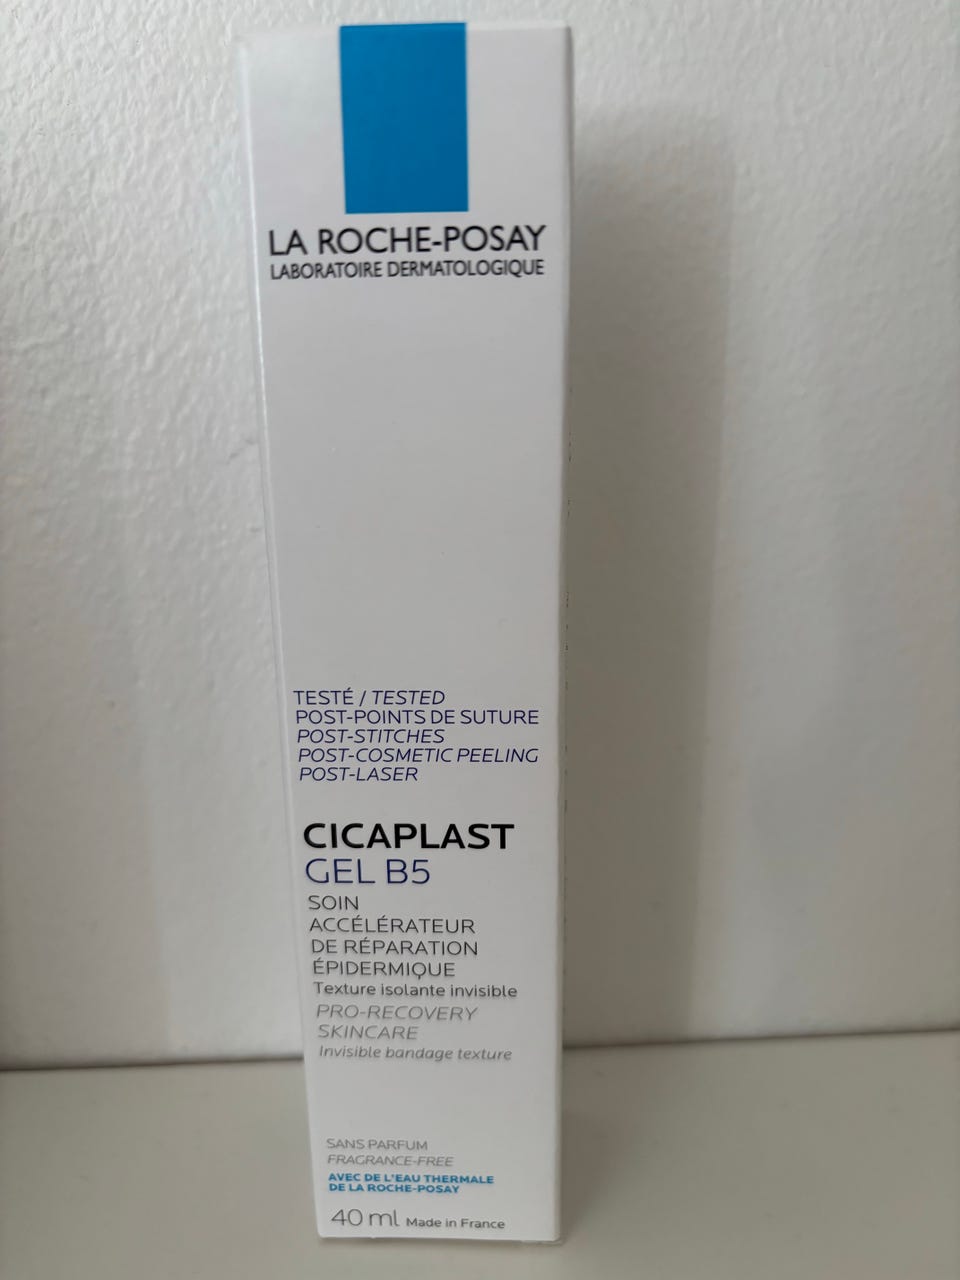 LA ROCHE-POSAY
LABORATOIRE DERMATOLOGIQUE
TESTÉ / TESTED
POST-POINTS DE SUTURE
POST-STITCHES
POST-COSMETIC PEELING
POST-LASER
CICAPLAST
GEL B5
SOIN
ACCÉLÉRATEUR
DE RÉPARATION
ÉPIDERMIQUE
Texture isolante invisible
PRO-RECOVERY
SKINCARE
Invisible bandage texture
SANS PARFUM
FRAGRANCE-FREE
AVEC DE L'EAU THERMALE
DE LA ROCHE-POSAY
40 ml Made in France